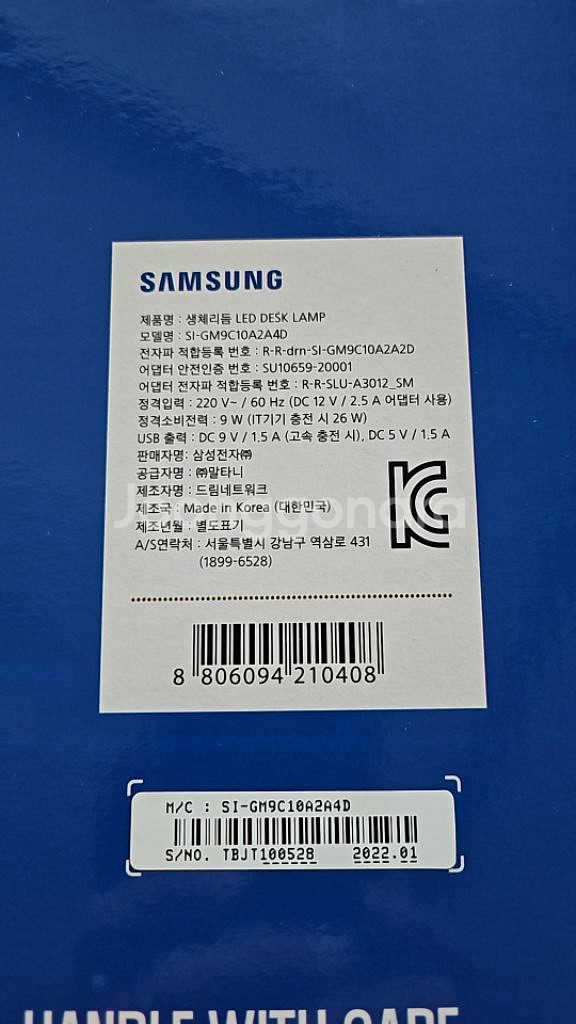 SAMSUNG
제품명 : 생체리듬 LED DESK LAMP
모델명 : SI-GM9C10A2A4D
전자파 적합등록 번호 : R-R-drn-SI-GM9C10A2A2D
어댑터 안전인증 번호 : SU10659-20001
어댑터 전자파 적합등록 번호 : R-R-SLU-A3012_SM
정격입력 : 220 V~ / 60 Hz (DC 12 V / 2.5 A 어댑터 사용)
정격소비전력 : 9 W (IT기기 충전 시 26 W)
USB 출력 : DC 9 V / 1.5 A (고속 충전 시), DC 5 V / 1.5 A
판매자명: 삼성전자㈜
공급자명 : ㈜말타니
제조자명 : 드림네트워크
제조국 : Made in Korea (대한민국)
Joonggonara
제조년월 : 별도표기
A/S연락처 : 서울특별시 강남구 역삼로 431
(1899-6528)
8 806094 210408
M/C : SI-GM9C10A2A4D
S/NO. TBJT100528 2022.01
HANDLE WITH CARE